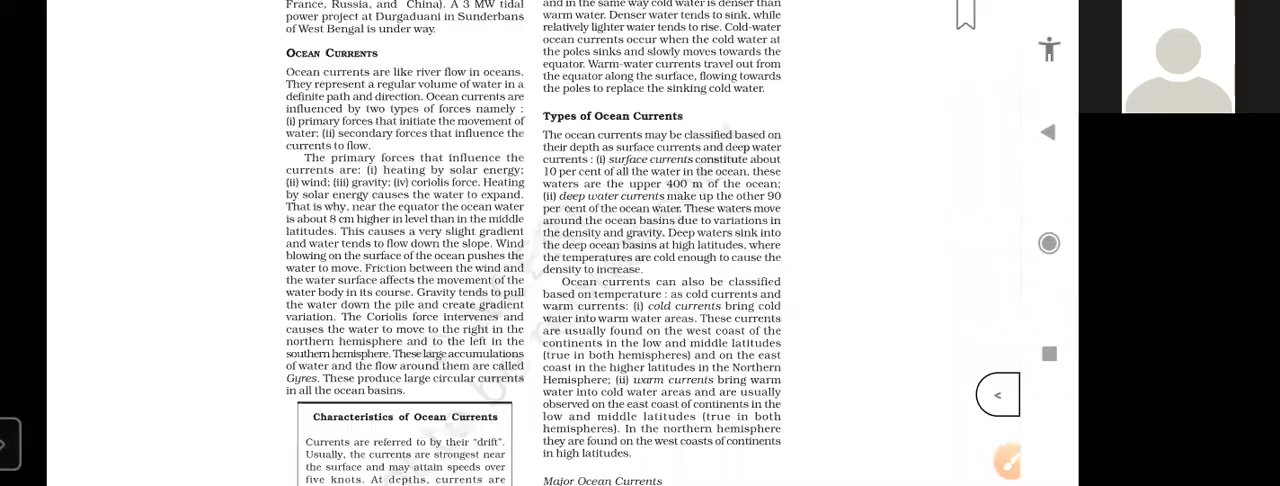 France, Russia, and China). A 3 MW tidal
power project at Durgaduani in Sunderbans
of West Bengal is under way.
OCEAN CURRENTS
Ocean currents are like river flow in oceans.
They represent a regular volume of water in a
definite path and direction. Ocean currents are
influenced by two types of forces namely :
(i) primary forces that initiate the movement of
water; (ii) secondary forces that influence the
currents to flow.
The primary forces that influence the
currents are: (i) heating by solar energy;
(ii) wind; (iii) gravity; (iv) coriolis force. Heating
by solar energy causes the water to expand.
That is why, near the equator the ocean water
is about 8 cm higher in level than in the middle
latitudes. This causes a very slight gradient
and water tends to flow down the slope. Wind
blowing on the surface of the ocean pushes the
water to move. Friction between the wind and
the water surface affects the movement of the
water body in its course. Gravity tends to pull
the water down the pile and create gradient
variation. The Coriolis force intervenes and
causes the water to move to the right in the
northern hemisphere and to the left in the
southern hemisphere. These large accumulations
of water and the flow around them are called
Gyres. These produce large circular currents
in all the ocean basins.
Characteristics of Ocean Currents
Currents are referred to by their "drift".
Usually, the currents are strongest near
the surface and may attain speeds over
five knots. At depths, currents are
and in the same way cold water is denser than
warm water. Denser water tends to sink, while
relatively lighter water tends to rise. Cold-water
ocean currents occur when the cold water at
the poles sinks and slowly moves towards the
equator. Warm-water currents travel out from
the equator along the surface, flowing towards
the poles to replace the sinking cold water.
Types of Ocean Currents
The ocean currents may be classified based on
their depth as surface currents and deep water
currents : (i) surface currents constitute about
10 per cent of all the water in the ocean, these
waters are the upper 400 m of the ocean;
(ii) deep water currents make up the other 90
per cent of the ocean water. These waters move
around the ocean basins due to variations in
the density and gravity. Deep waters sink into
the deep ocean basins at high latitudes, where
the temperatures are cold enough to cause the
density to increase.
Ocean currents can also be classified
based on temperature : as cold currents and
warm currents: (i) cold currents bring cold
water into warm water areas. These currents
are usually found on the west coast of the
continents in the low and middle latitudes
(true in both hemispheres) and on the east
coast in the higher latitudes in the Northern
Hemisphere; (ii) warm currents bring warm
water into cold water areas and are usually
observed on the east coast of continents in the
low and middle latitudes (true in both
hemispheres). In the northern hemisphere
they are found on the west coasts of continents
in high latitudes.
Major Ocean Currents